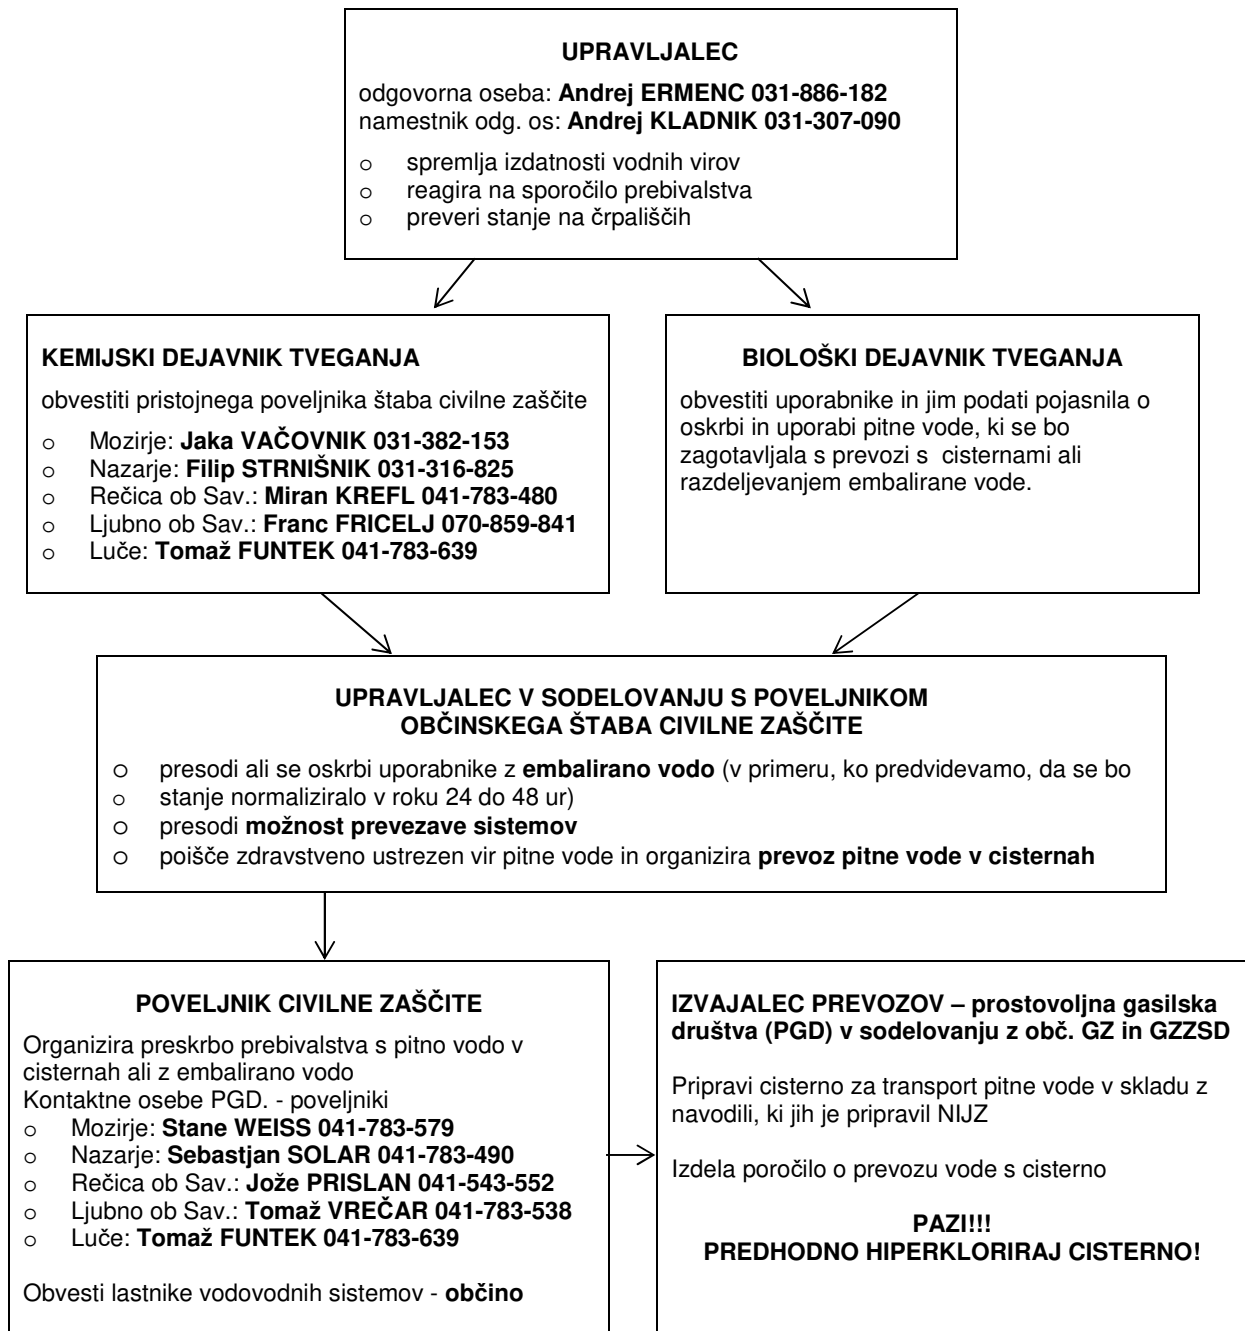 UPRAVLJALEC
odgovorna oseba: Andrej ERMENC 031-886-182
namestnik odg. os: Andrej KLADNIK 031-307-090
o spremlja izdatnosti vodnih virov
o reagira na sporočilo prebivalstva
o preveri stanje na črpališčih
KEMIJSKI DEJAVNIK TVEGANJA
obvestiti pristojnega poveljnika štaba civilne zaščite
o Mozirje: Jaka VAČOVNIK 031-382-153
o Nazarje: Filip STRNIŠNIK 031-316-825
o Rečica ob Sav.: Miran KREFL 041-783-480
o Ljubno ob Sav.: Franc FRICELJ 070-859-841
o Luče: Tomaž FUNTEK 041-783-639
BIOLOŠKI DEJAVNIK TVEGANJA
obvestiti uporabnike in jim podati pojasnila o
oskrbi in uporabi pitne vode, ki se bo
zagotavljala s prevozi s cisternami ali
razdeljevanjem embalirane vode.
UPRAVLJALEC V SODELOVANJU S POVELJNIKOM
OBČINSKEGA ŠTABA CIVILNE ZAŠČITE
o presodi ali se oskrbi uporabnike z embalirano vodo (v primeru, ko predvidevamo, da se bo
o stanje normaliziralo v roku 24 do 48 ur)
o presodi možnost prevezave sistemov
o poišče zdravstveno ustrezen vir pitne vode in organizira prevoz pitne vode v cisternah
POVELJNIK CIVILNE ZAŠČITE
Organizira preskrbo prebivalstva s pitno vodo v
cisternah ali z embalirano vodo
Kontaktne osebe PGD. - poveljniki
o Mozirje: Stane WEISS 041-783-579
o Nazarje: Sebastjan SOLAR 041-783-490
o Rečica ob Sav.: Jože PRISLAN 041-543-552
o Ljubno ob Sav.: Tomaž VREČAR 041-783-538
o Luče: Tomaž FUNTEK 041-783-639
Obvesti lastnike vodovodnih sistemov - občino
IZVAJALEC PREVOZOV – prostovoljna gasilska
društva (PGD) v sodelovanju z obč. GZ in GZZSD
Pripravi cisterno za transport pitne vode v skladu z
navodili, ki jih je pripravil NIJZ
Izdela poročilo o prevozu vode s cisterno
PAZI!!!
PREDHODNO HIPERKLORIRAJ CISTERNO!